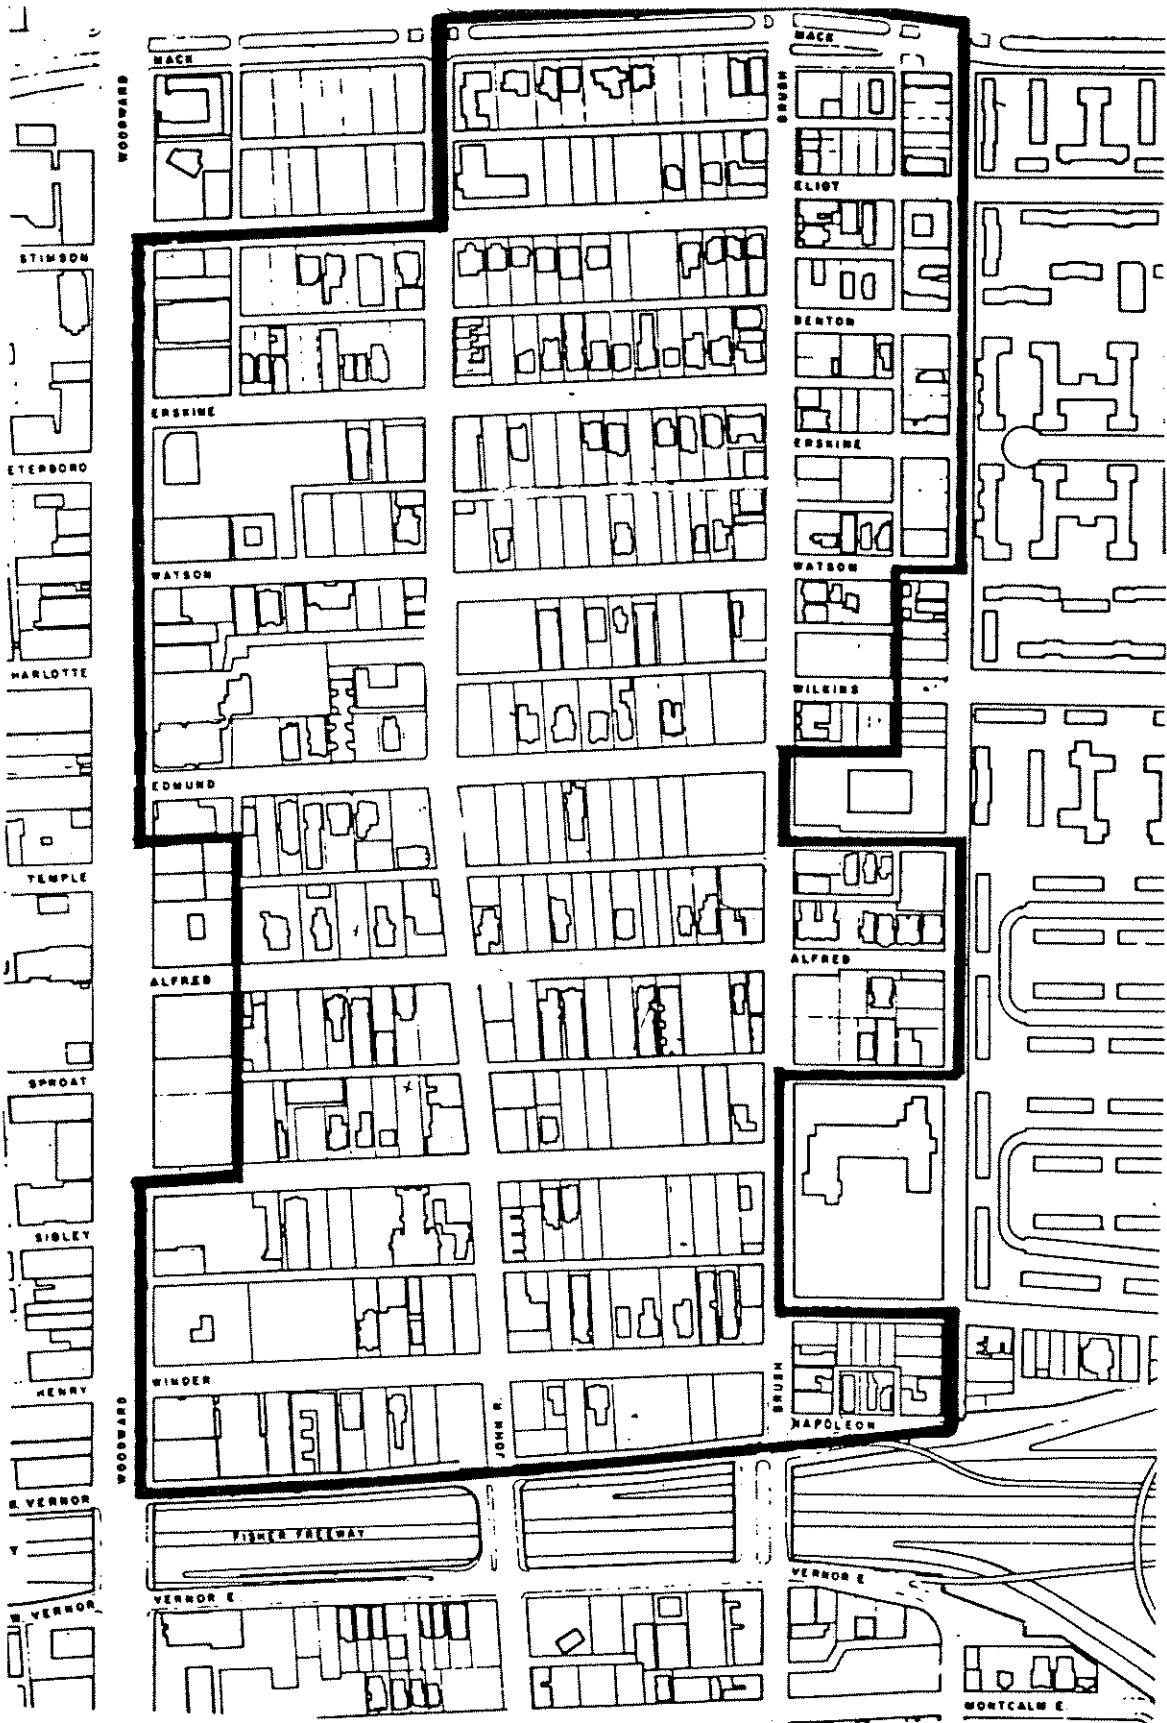 MACK
MACK
WOODWARD
BRUSH
ELIOT
STIMSON
BENTON
ERSKINE
ERSKINE
ETERBORO
WATSON
WATSON
HARLOTTE
WILKINS
EDMUND
TEMPLE
ALFRED
ALFRED
SPROAT
SIBLEY
WINDER
HENRY
BRUSH
WOODWARD
JOHN R.
NAPOLEON
R. VERNOR
FISHER FREEWAY
VERNOR E
VERNOR E
W. VERNOR
MONTCALM E.